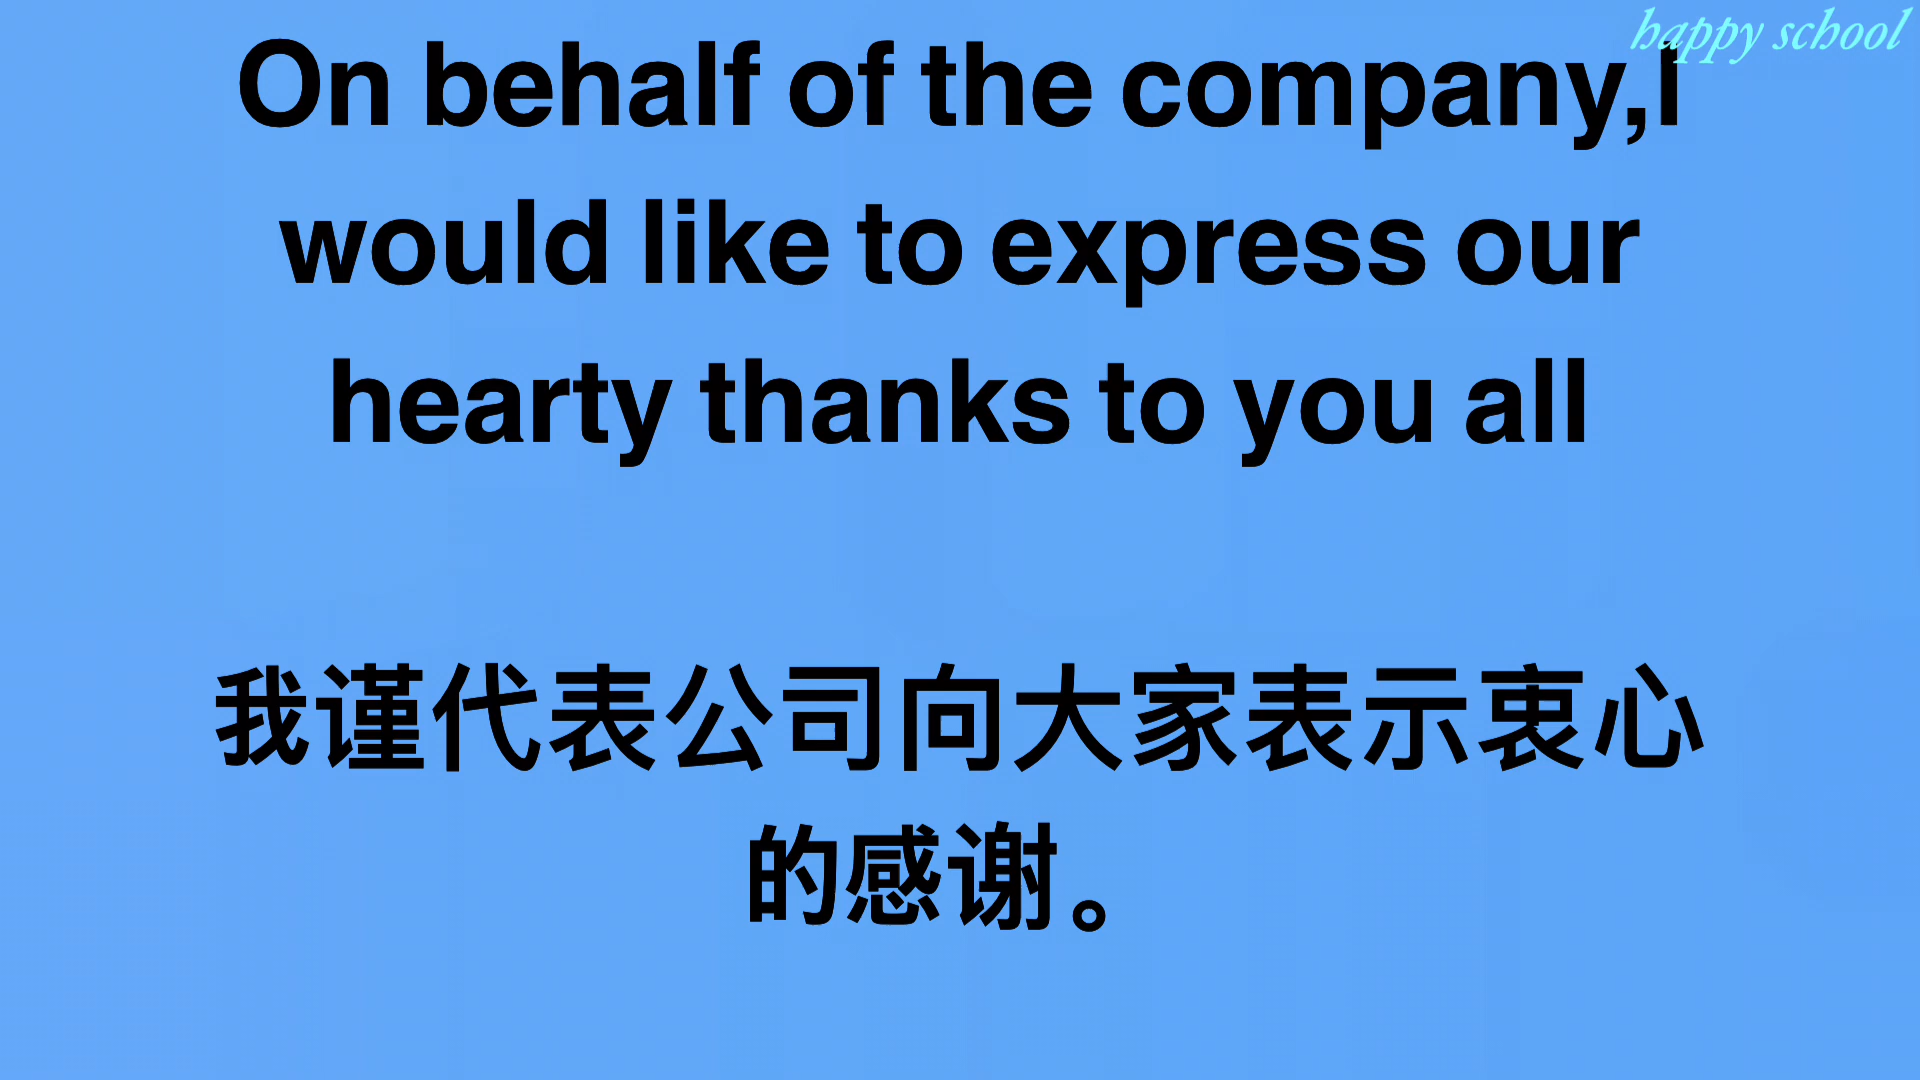 happy school
On behalf of the company,I
would like to express our
hearty thanks to you all
我谨代表公司向大家表示衷心
的感谢。